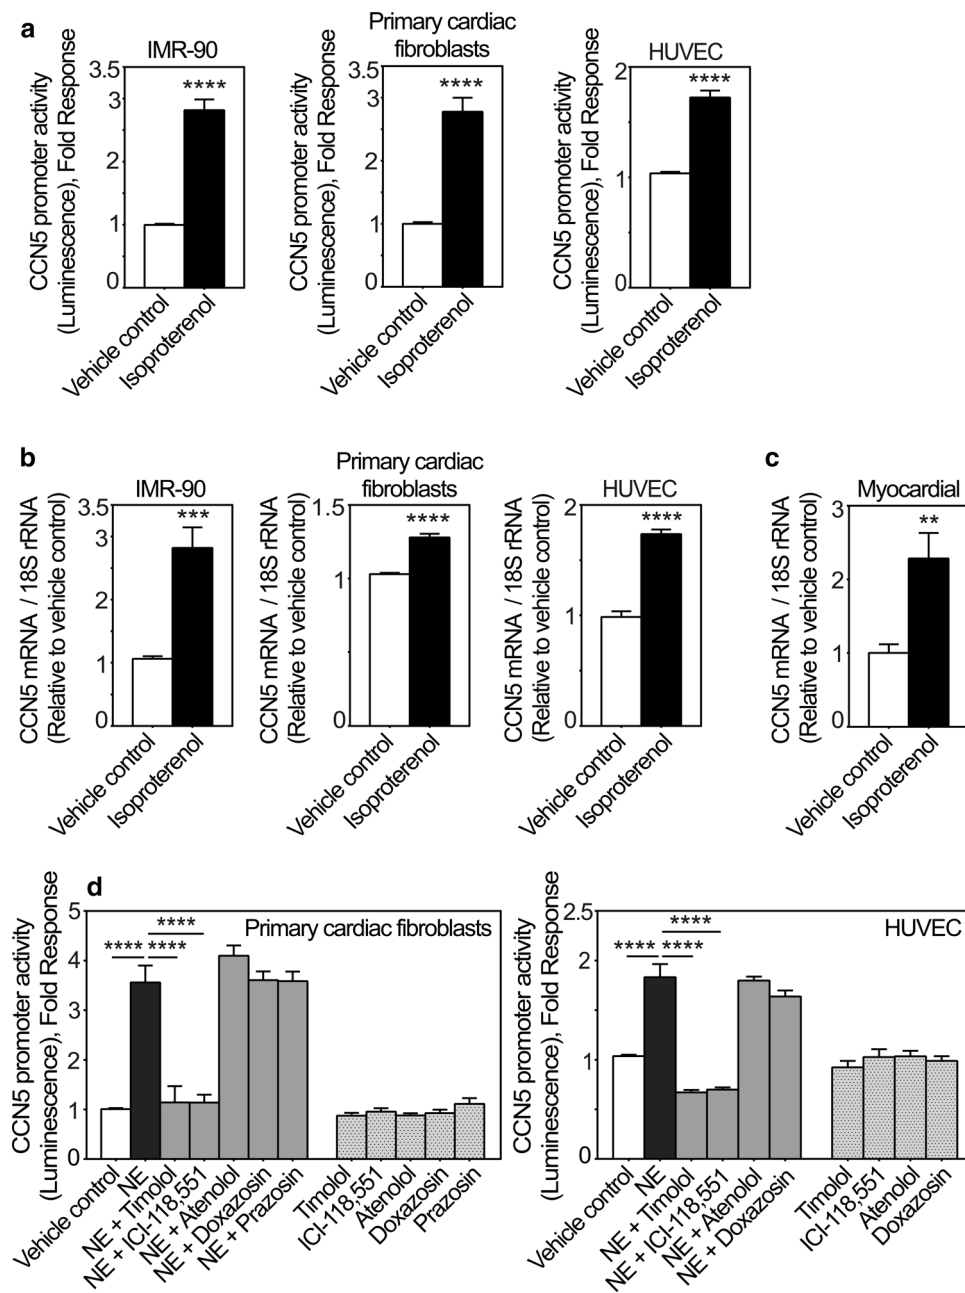 a
IMR-90
CCN5 promoter activity
(Luminescence), Fold Response
3.5
3
2
1
0
****
Vehicle control
Isoproterenol
Primary cardiac
fibroblasts
CCN5 promoter activity
(Luminescence), Fold Response
3.5
3
2
1
0
****
Vehicle control
Isoproterenol
HUVEC
CCN5 promoter activity
(Luminescence), Fold Response
2
1
0
****
Vehicle control
Isoproterenol
b
IMR-90
CCN5 mRNA / 18S rRNA
(Relative to vehicle control)
3.5
3
2
1
0
***
Vehicle control
Isoproterenol
Primary cardiac
fibroblasts
CCN5 mRNA / 18S rRNA
(Relative to vehicle control)
1.5
1
0
****
Vehicle control
Isoproterenol
HUVEC
CCN5 mRNA / 18S rRNA
(Relative to vehicle control)
2
1
0
****
Vehicle control
Isoproterenol
c
Myocardial
CCN5 mRNA / 18S rRNA
(Relative to vehicle control)
3
2
1
0
**
Vehicle control
Isoproterenol
d
Primary cardiac fibroblasts
CCN5 promoter activity
(Luminescence), Fold Response
5
4
3
2
1
0
****
**** ****
Vehicle control
NE
NE + Timolol
NE + ICI-118,551
NE + Atenolol
NE + Doxazosin
NE + Prazosin
Timolol
ICI-118,551
Atenolol
Doxazosin
Prazosin
HUVEC
CCN5 promoter activity
(Luminescence), Fold Response
2.5
2
1
0
****
**** ****
Vehicle control
NE
NE + Timolol
NE + ICI-118,551
NE + Atenolol
NE + Doxazosin
Timolol
ICI-118,551
Atenolol
Doxazosin